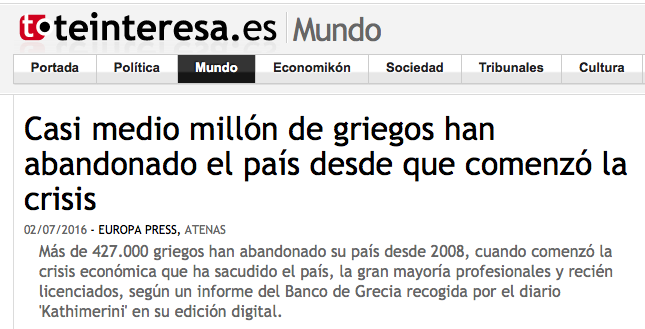 teinteresa.es Mundo
Portada Política Mundo Economikón Sociedad Tribunales Cultura
Casi medio millón de griegos han
abandonado el país desde que comenzó la
crisis
02/07/2016 - EUROPA PRESS, ATENAS
Más de 427.000 griegos han abandonado su país desde 2008, cuando comenzó la
crisis económica que ha sacudido el país, la gran mayoría profesionales y recién
licenciados, según un informe del Banco de Grecia recogida por el diario
'Kathimerini' en su edición digital.